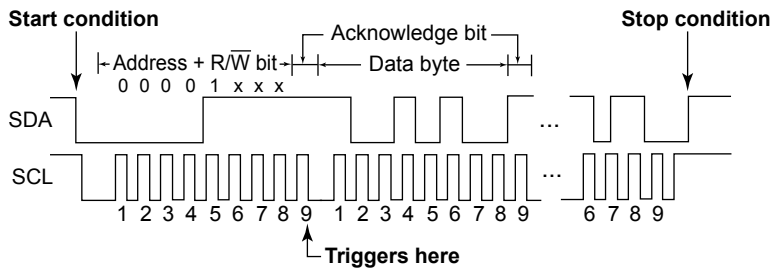 Start condition
Stop condition
Acknowledge bit
Address + R/W̅ bit
Data byte
0 0 0 0 1 x x x
SDA
...
SCL
...
1 2 3 4 5 6 7 8 9 1 2 3 4 5 6 7 8 9 6 7 8 9
Triggers here